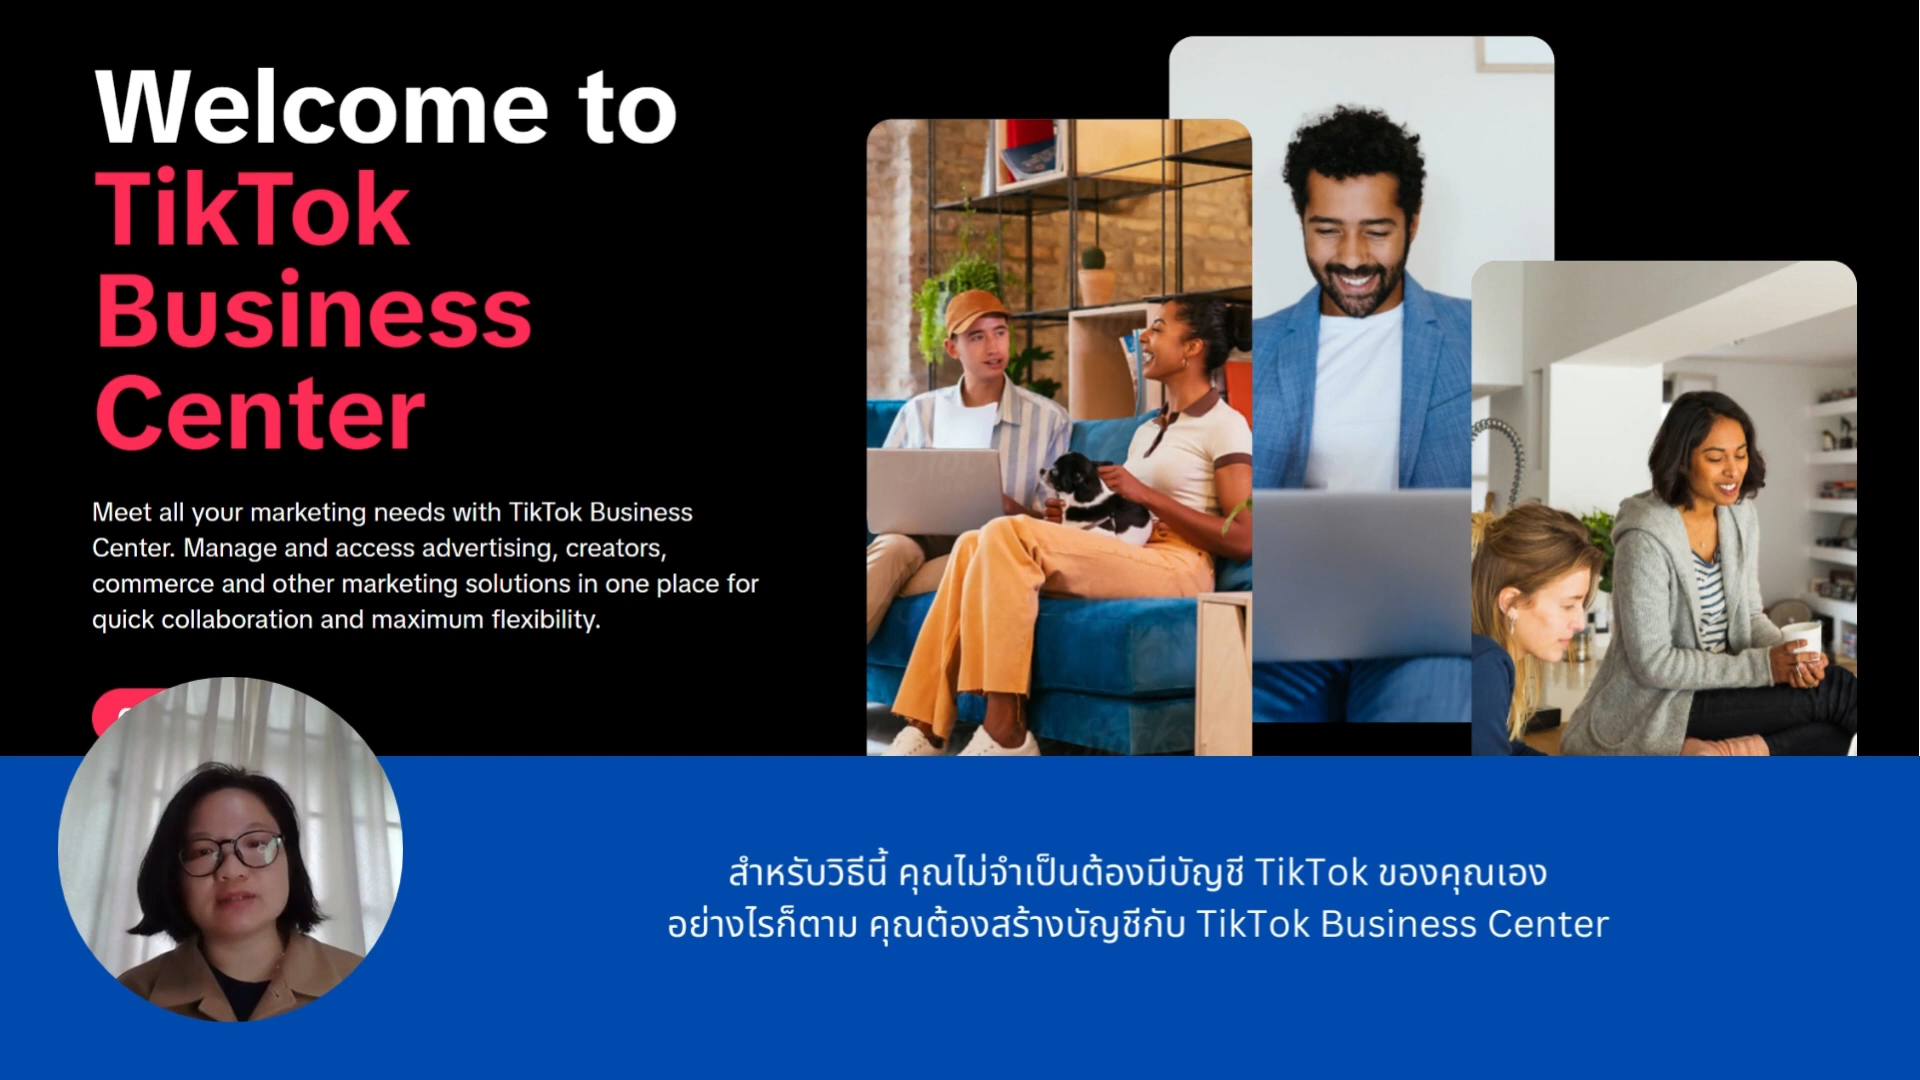 Welcome to
TikTok
Business
Center
Meet all your marketing needs with TikTok Business
Center. Manage and access advertising, creators,
commerce and other marketing solutions in one place for
quick collaboration and maximum flexibility.
สำหรับวิธีนี้ คุณไม่จำเป็นต้องมีบัญชี TikTok ของคุณเอง
อย่างไรก็ตาม คุณต้องสร้างบัญชีกับ TikTok Business Center